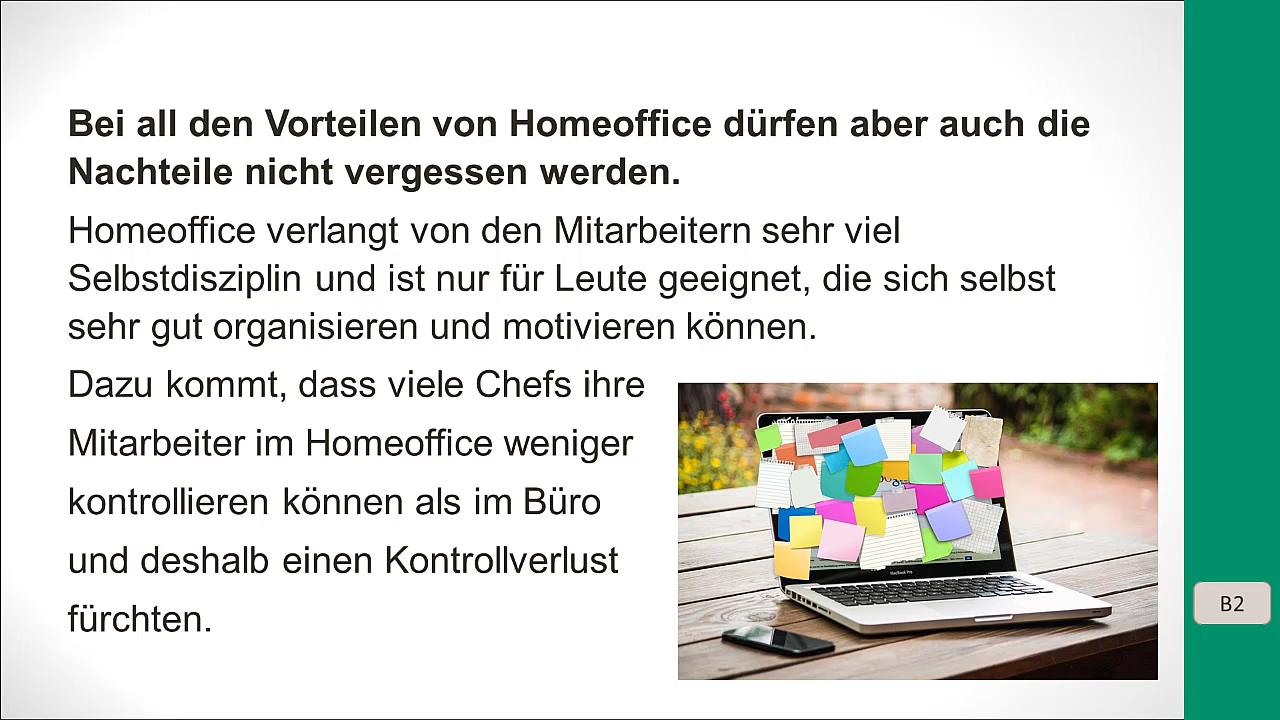 Bei all den Vorteilen von Homeoffice dürfen aber auch die
Nachteile nicht vergessen werden.
Homeoffice verlangt von den Mitarbeitern sehr viel
Selbstdisziplin und ist nur für Leute geeignet, die sich selbst
sehr gut organisieren und motivieren können.
Dazu kommt, dass viele Chefs ihre
Mitarbeiter im Homeoffice weniger
kontrollieren können als im Büro
und deshalb einen Kontrollverlust
fürchten.
MacBook Pro
B2